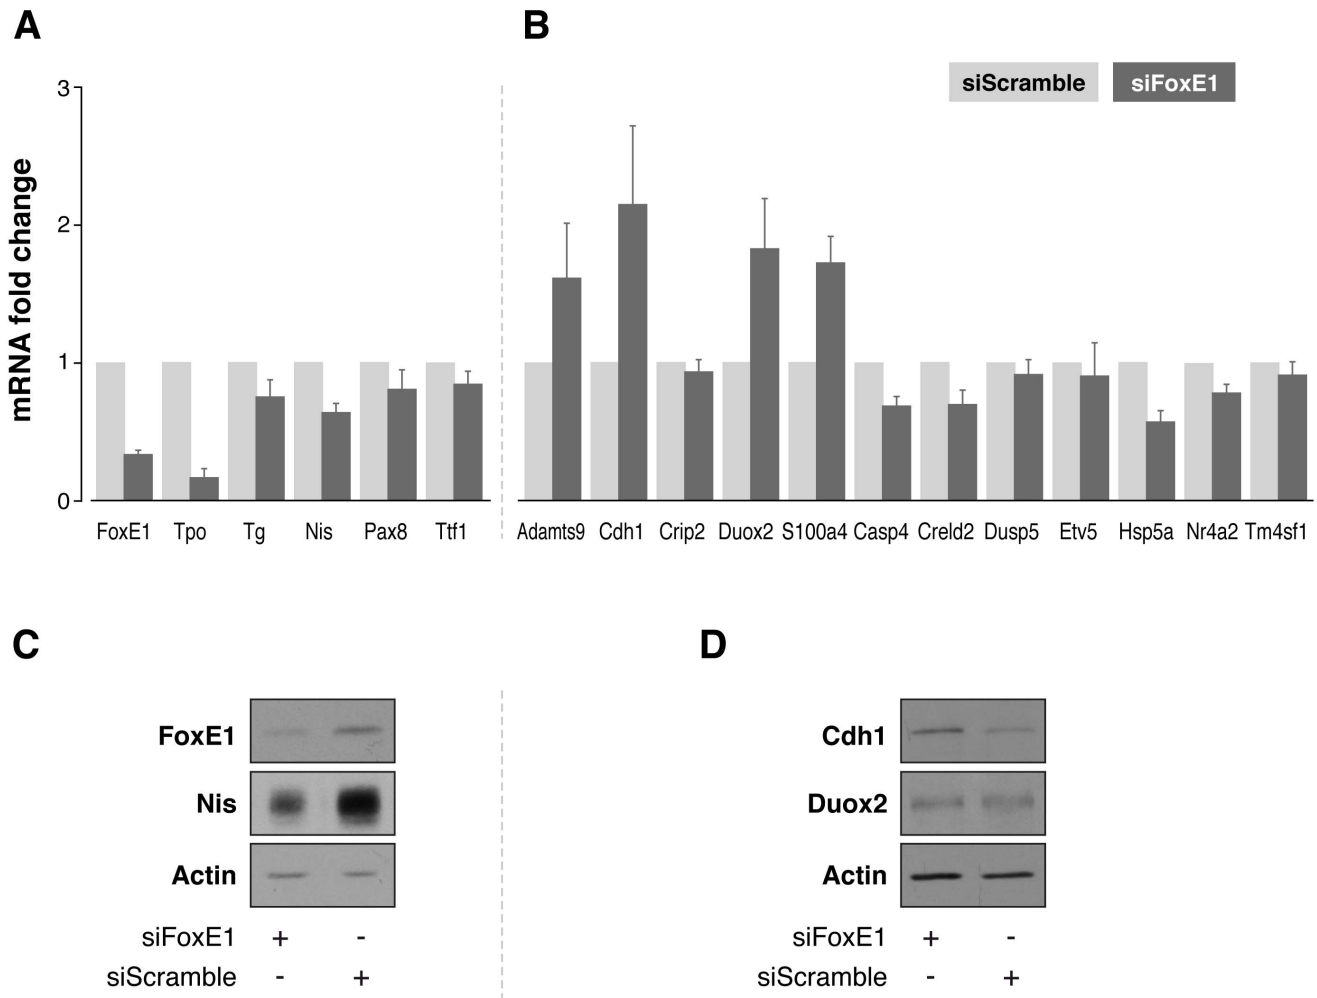 A
B
siScramble siFoxE1
mRNA fold change
3
2
1
0
FoxE1 Tpo Tg Nis Pax8 Ttf1
Adamts9 Cdh1 Crip2 Duox2 S100a4 Casp4 Creld2 Dusp5 Etv5 Hsp5a Nr4a2 Tm4sf1
C
FoxE1
Nis
Actin
siFoxE1 + -
siScramble - +
D
Cdh1
Duox2
Actin
siFoxE1 + -
siScramble - +